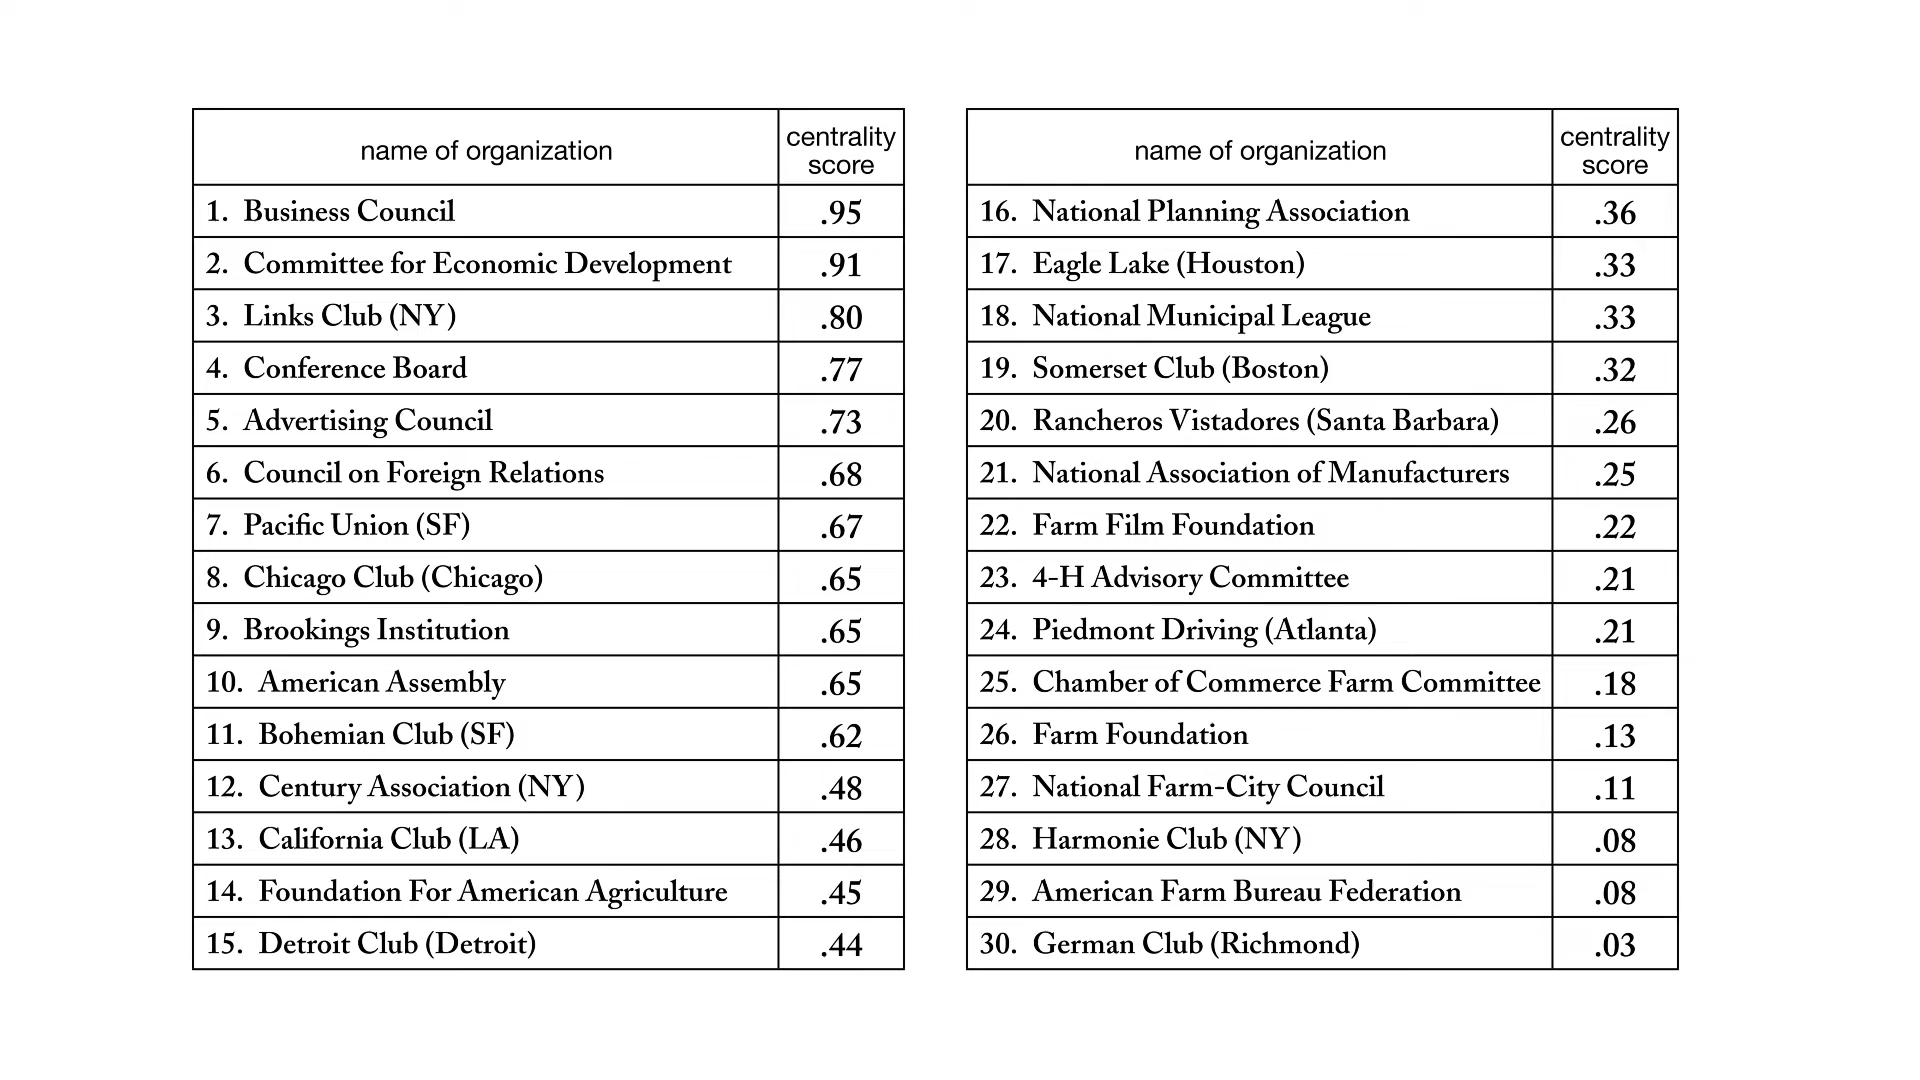 name of organization centrality score
1. Business Council .95
2. Committee for Economic Development .91
3. Links Club (NY) .80
4. Conference Board .77
5. Advertising Council .73
6. Council on Foreign Relations .68
7. Pacific Union (SF) .67
8. Chicago Club (Chicago) .65
9. Brookings Institution .65
10. American Assembly .65
11. Bohemian Club (SF) .62
12. Century Association (NY) .48
13. California Club (LA) .46
14. Foundation For American Agriculture .45
15. Detroit Club (Detroit) .44
name of organization centrality score
16. National Planning Association .36
17. Eagle Lake (Houston) .33
18. National Municipal League .33
19. Somerset Club (Boston) .32
20. Rancheros Vistadores (Santa Barbara) .26
21. National Association of Manufacturers .25
22. Farm Film Foundation .22
23. 4-H Advisory Committee .21
24. Piedmont Driving (Atlanta) .21
25. Chamber of Commerce Farm Committee .18
26. Farm Foundation .13
27. National Farm-City Council .11
28. Harmonie Club (NY) .08
29. American Farm Bureau Federation .08
30. German Club (Richmond) .03